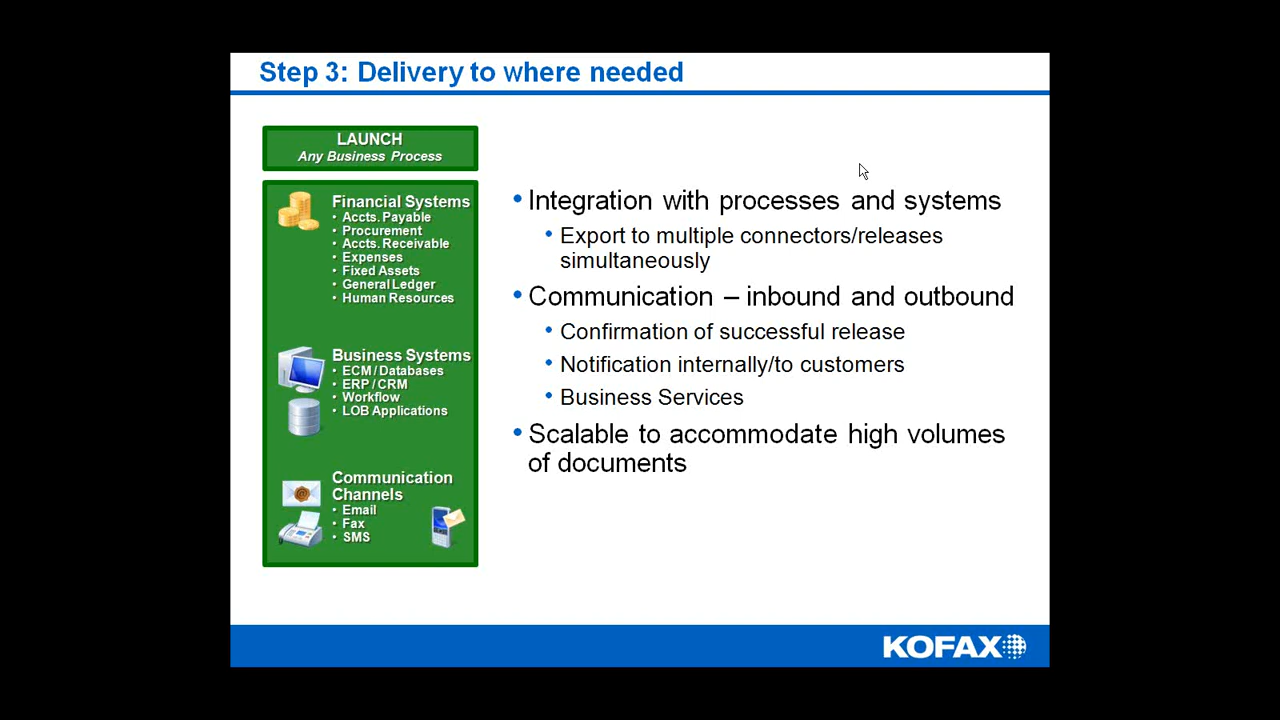 Step 3: Delivery to where needed
LAUNCH
Any Business Process
Financial Systems
• Accts. Payable
• Procurement
• Accts. Receivable
• Expenses
• Fixed Assets
• General Ledger
• Human Resources
Business Systems
• ECM / Databases
• ERP / CRM
• Workflow
• LOB Applications
Communication
Channels
• Email
• Fax
• SMS
• Integration with processes and systems
• Export to multiple connectors/releases
simultaneously
• Communication – inbound and outbound
• Confirmation of successful release
• Notification internally/to customers
• Business Services
• Scalable to accommodate high volumes
of documents
KOFAX